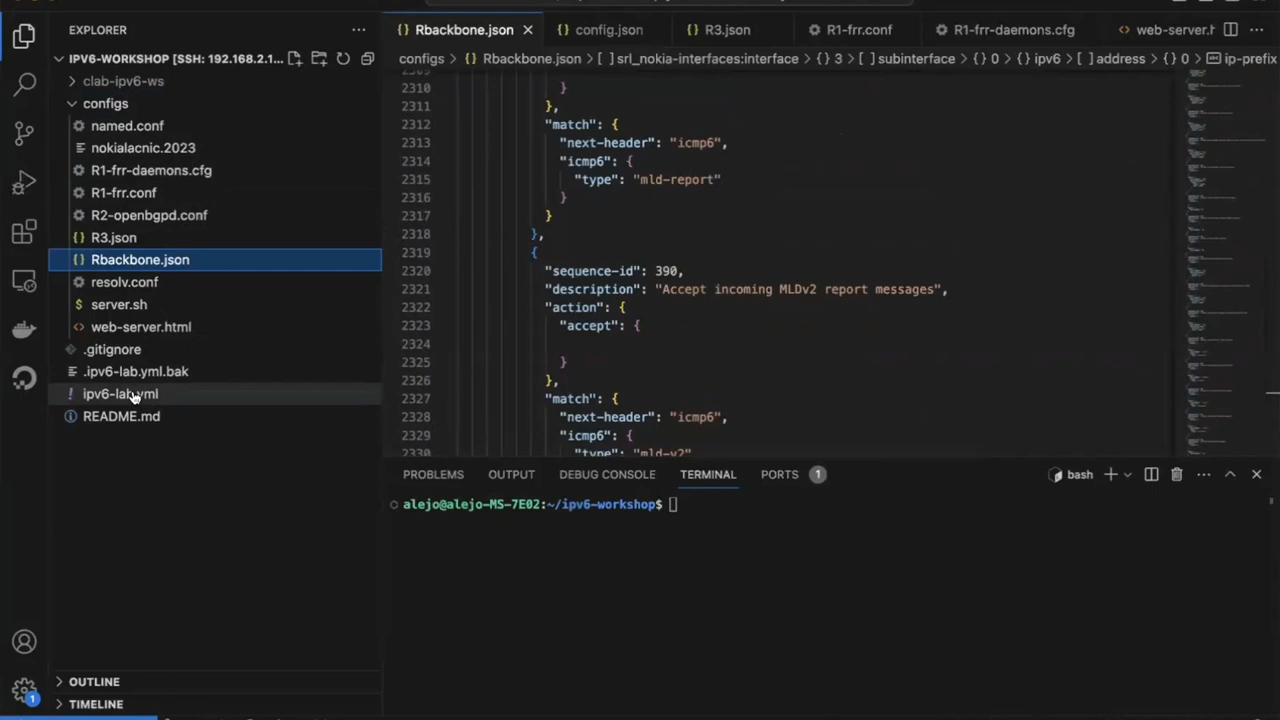 EXPLORER
IPV6-WORKSHOP [SSH: 192.168.2.1...
clab-ipv6-ws
configs
named.conf
nokialacnic.2023
R1-frr-daemons.cfg
R1-frr.conf
R2-openbgpd.conf
R3.json
Rbackbone.json
resolv.conf
server.sh
web-server.html
.gitignore
.ipv6-lab.yml.bak
ipv6-lab.yml
README.md
OUTLINE
TIMELINE
1
Rbackbone.json config.json R3.json R1-frr.conf R1-frr-daemons.cfg web-server.h
configs > {} Rbackbone.json > [ ] srl_nokia-interfaces:interface > {} 3 > [ ] subinterface > {} 0 > {} ipv6 > [ ] address > {} 0 > ip-prefix
2310 }
2311 },
2312 "match": {
2313 "next-header": "icmp6",
2314 "icmp6": {
2315 "type": "mld-report"
2316 }
2317 }
2318 },
2319 {
2320 "sequence-id": 390,
2321 "description": "Accept incoming MLDv2 report messages",
2322 "action": {
2323 "accept": {
2324
2325 }
2326 },
2327 "match": {
2328 "next-header": "icmp6",
2329 "icmp6": {
2330 "type": "mld-v2"
PROBLEMS OUTPUT DEBUG CONSOLE TERMINAL PORTS 1 bash
alejo@alejo-MS-7E02:~/ipv6-workshop$